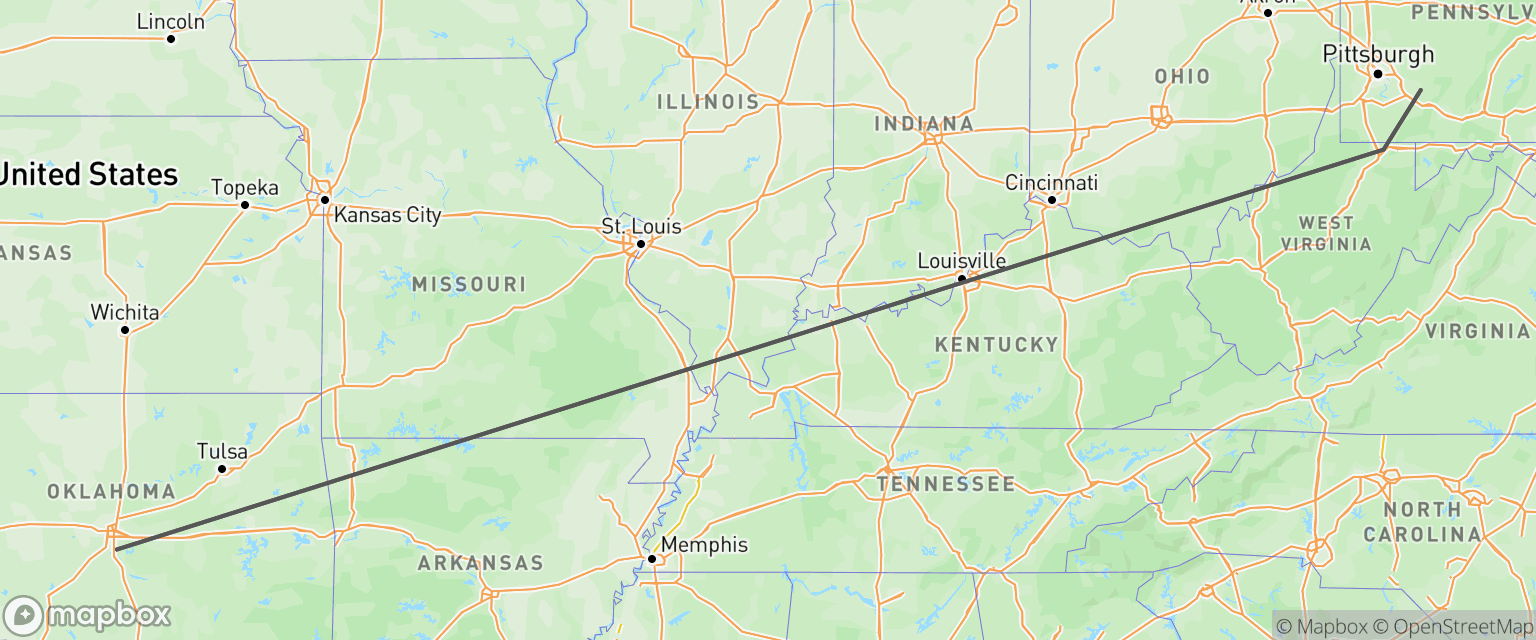 Lincoln
Akron
PENNSYLV
Pittsburgh
OHIO
ILLINOIS
INDIANA
United States
Topeka
Kansas City
Cincinnati
St. Louis
WEST
VIRGINIA
ANSAS
Louisville
MISSOURI
Wichita
VIRGINIA
KENTUCKY
Tulsa
OKLAHOMA
TENNESSEE
NORTH
CAROLINA
Memphis
ARKANSAS
mapbox
© Mapbox © OpenStreetMap